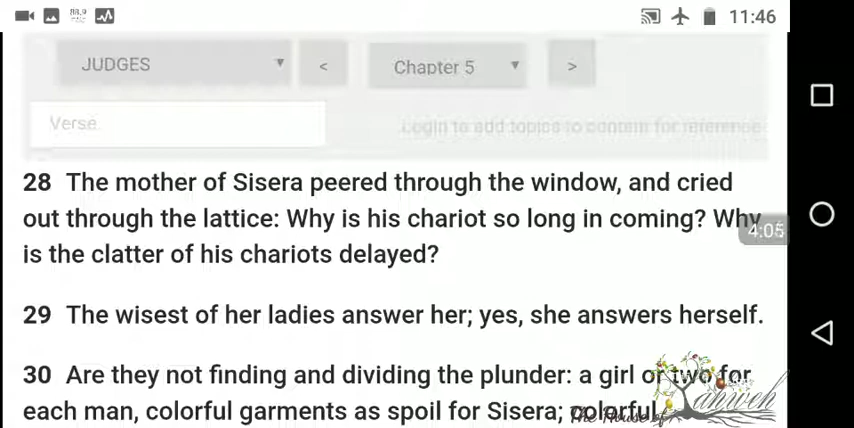 11:46
JUDGES
<
Chapter 5
>
Verse
Login to add topics to content for reference
28 The mother of Sisera peered through the window, and cried
out through the lattice: Why is his chariot so long in coming? Why
4:05
is the clatter of his chariots delayed?
29 The wisest of her ladies answer her; yes, she answers herself.
30 Are they not finding and dividing the plunder: a girl or two for
each man, colorful garments as spoil for Sisera; colorful
The House of
Yahweh